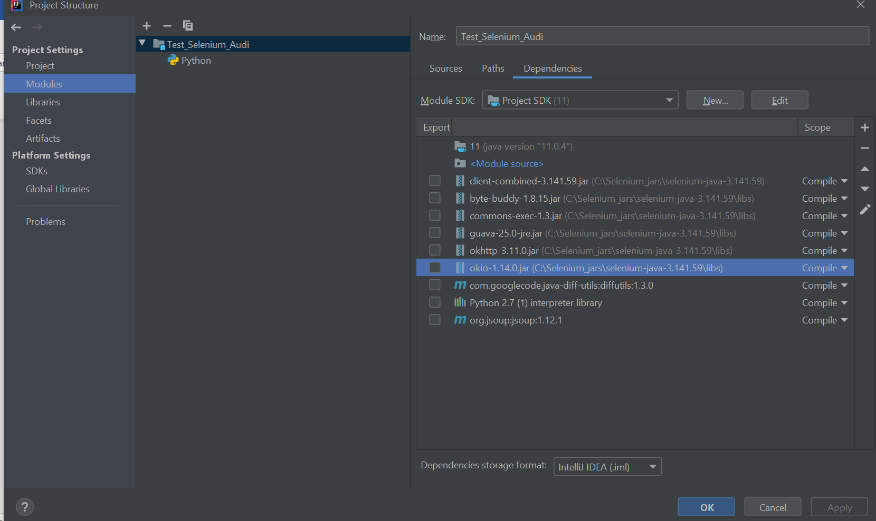 Project Structure
Project Settings
Project
Modules
Libraries
Facets
Artifacts
Platform Settings
SDKs
Global Libraries
Problems
Test_Selenium_Audi
Python
Name: Test_Selenium_Audi
Sources Paths Dependencies
Module SDK: Project SDK (11) New... Edit
Export Scope
11 (java version "11.0.4")
<Module source>
client-combined-3.141.59.jar (C:\Selenium_jars\selenium-java-3.141.59) Compile
byte-buddy-1.8.15.jar (C:\Selenium_jars\selenium-java-3.141.59\libs) Compile
commons-exec-1.3.jar (C:\Selenium_jars\selenium-java-3.141.59\libs) Compile
guava-25.0-jre.jar (C:\Selenium_jars\selenium-java-3.141.59\libs) Compile
okhttp-3.11.0.jar (C:\Selenium_jars\selenium-java-3.141.59\libs) Compile
okio-1.14.0.jar (C:\Selenium_jars\selenium-java-3.141.59\libs) Compile
com.googlecode.java-diff-utils:diffutils:1.3.0 Compile
Python 2.7 (1) interpreter library Compile
org.jsoup:jsoup:1.12.1 Compile
Dependencies storage format: IntelliJ IDEA (.iml)
? OK Cancel Apply